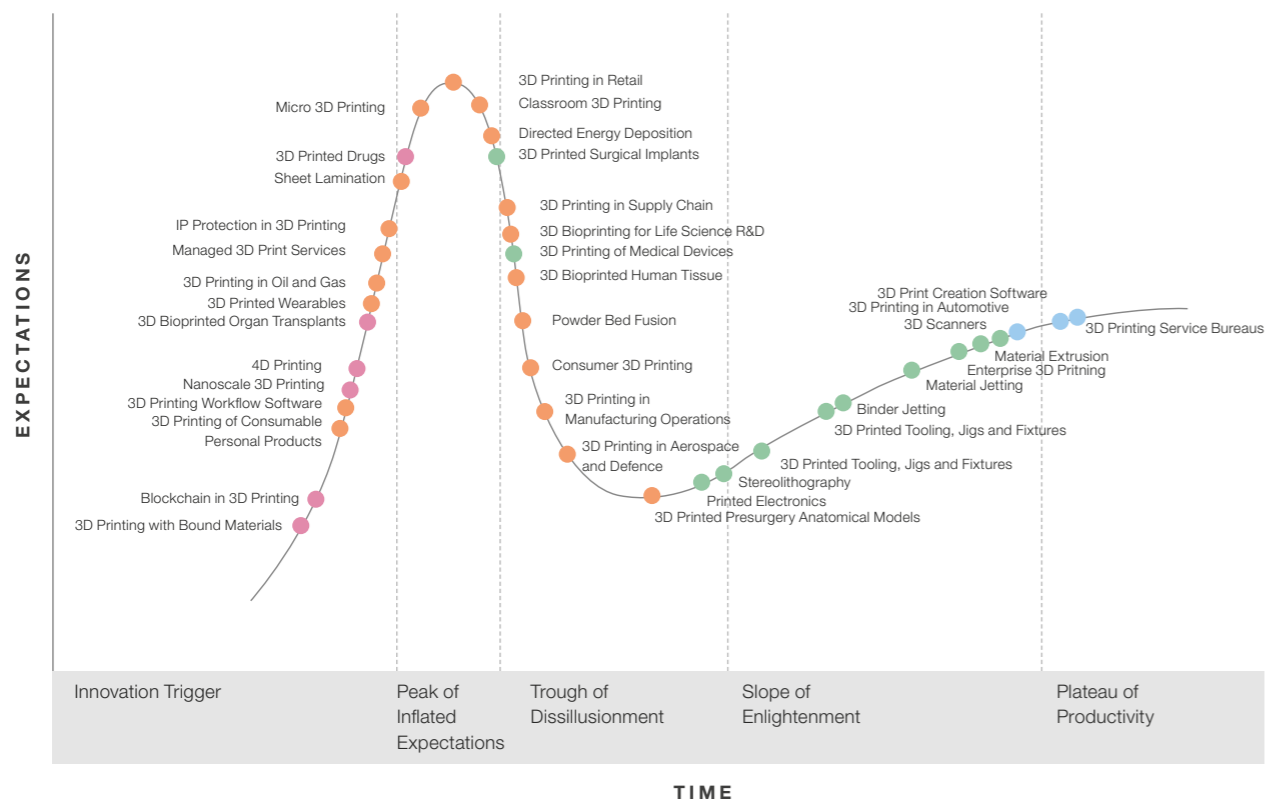 3D Printing in Retail
Micro 3D Printing
Classroom 3D Printing
Directed Energy Deposition
3D Printed Drugs
3D Printed Surgical Implants
Sheet Lamination
3D Printing in Supply Chain
IP Protection in 3D Printing
3D Bioprinting for Life Science R&D
Managed 3D Print Services
3D Printing of Medical Devices
3D Bioprinted Human Tissue
3D Printing in Oil and Gas
3D Printed Wearables
3D Bioprinted Organ Transplants
Powder Bed Fusion
4D Printing
Consumer 3D Printing
Nanoscale 3D Printing
3D Printing Workflow Software
3D Printing of Consumable
Personal Products
3D Printing in
Manufacturing Operations
3D Printing in Aerospace
and Defence
Blockchain in 3D Printing
3D Printing with Bound Materials
3D Print Creation Software
3D Printing in Automotive
3D Scanners
3D Printing Service Bureaus
Material Extrusion
Enterprise 3D Pritning
Material Jetting
Binder Jetting
3D Printed Tooling, Jigs and Fixtures
3D Printed Tooling, Jigs and Fixtures
Stereolithography
Printed Electronics
3D Printed Presurgery Anatomical Models
EXPECTATIONS
Innovation Trigger
Peak of
Inflated
Expectations
Trough of
Dissillusionment
Slope of
Enlightenment
Plateau of
Productivity
TIME